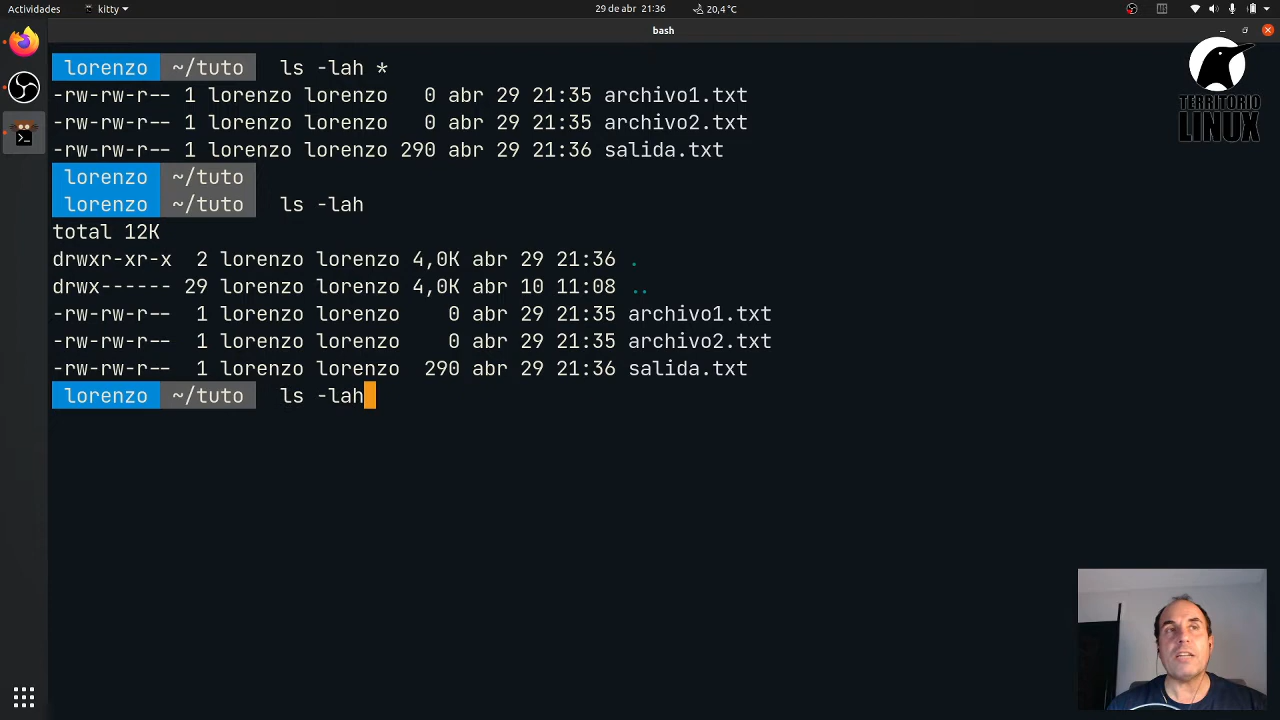 Actividades kitty 29 de abr 21:36 20,4 °C
bash
lorenzo ~/tuto ls -lah *
-rw-rw-r-- 1 lorenzo lorenzo   0 abr 29 21:35 archivo1.txt
-rw-rw-r-- 1 lorenzo lorenzo   0 abr 29 21:35 archivo2.txt
-rw-rw-r-- 1 lorenzo lorenzo 290 abr 29 21:36 salida.txt
lorenzo ~/tuto
lorenzo ~/tuto ls -lah
total 12K
drwxr-xr-x  2 lorenzo lorenzo 4,0K abr 29 21:36 .
drwx------ 29 lorenzo lorenzo 4,0K abr 10 11:08 ..
-rw-rw-r--  1 lorenzo lorenzo    0 abr 29 21:35 archivo1.txt
-rw-rw-r--  1 lorenzo lorenzo    0 abr 29 21:35 archivo2.txt
-rw-rw-r--  1 lorenzo lorenzo  290 abr 29 21:36 salida.txt
lorenzo ~/tuto ls -lah
TERRITORIO
LINUX